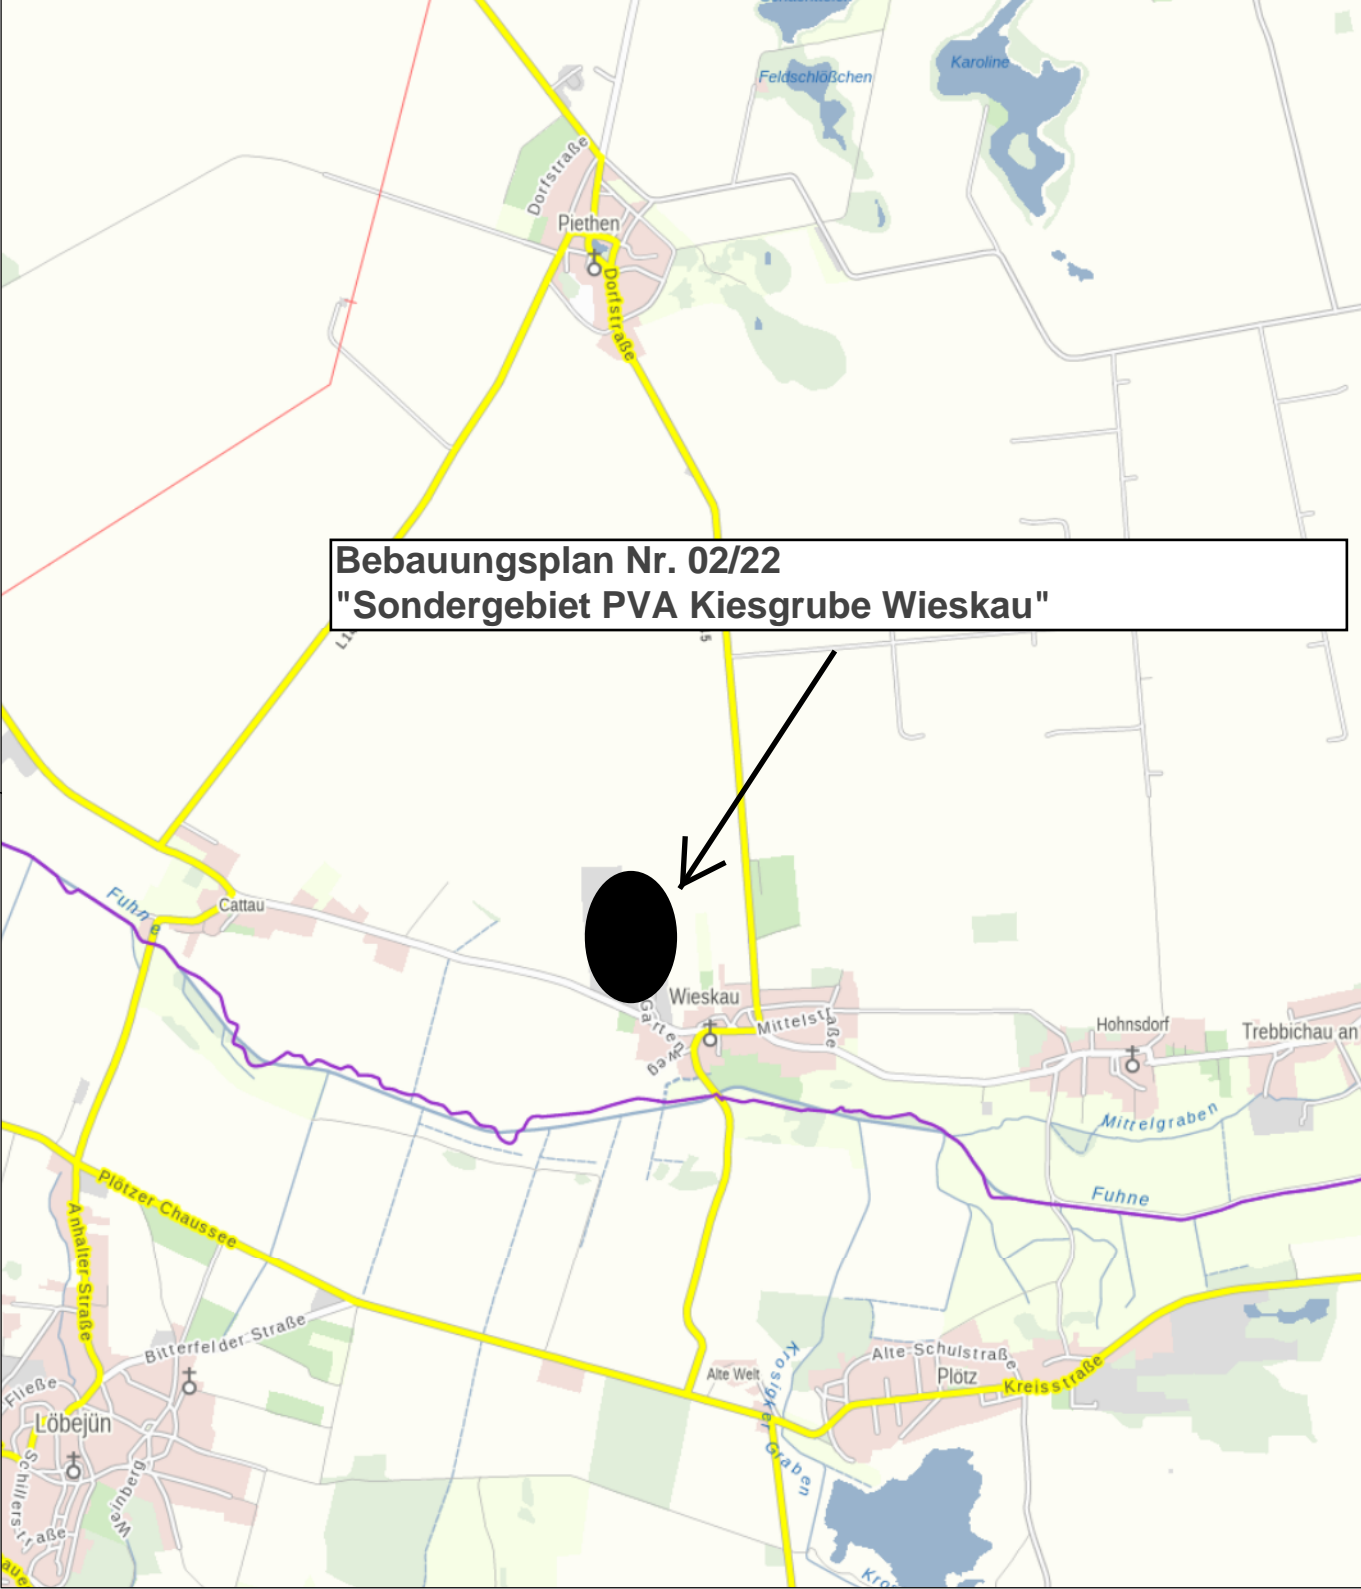 Feldschlößchen
Karoline
Dorfstraße
Piethen
Dorfstraße
Bebauungsplan Nr. 02/22
"Sondergebiet PVA Kiesgrube Wieskau"
Fuhne
Cattau
Wieskau
Gartenweg
Mittelstraße
Hohnsdorf
Trebbichau an
Mittelgraben
Fuhne
Plötzer-Chaussee
Anhalter-Straße
Bitterfelder-Straße
Fließe
Löbejün
Weinberg
Alte Welt
Krosigker Graben
Alte-Schulstraße
Plötz
Kreisstraße